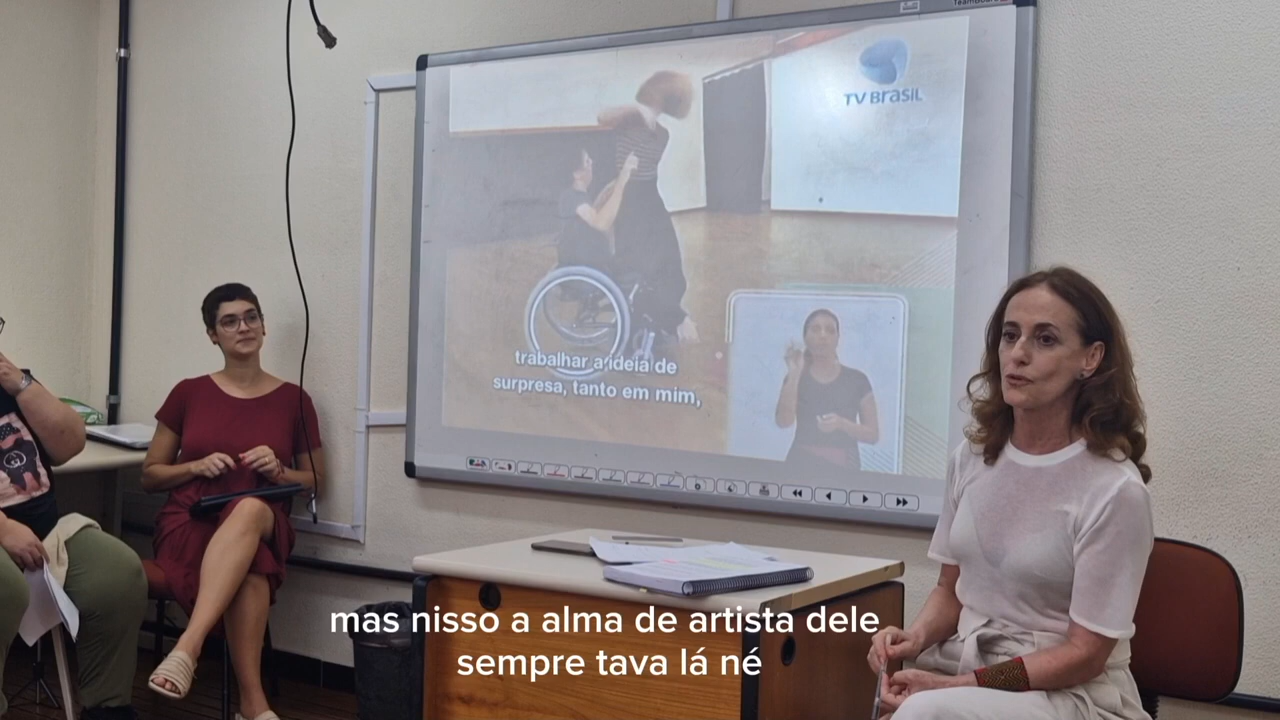 TeamBoard
TV BrasiL
trabalhar a ideia de
surpresa, tanto em mim,
mas nisso a alma de artista dele
sempre tava lá né